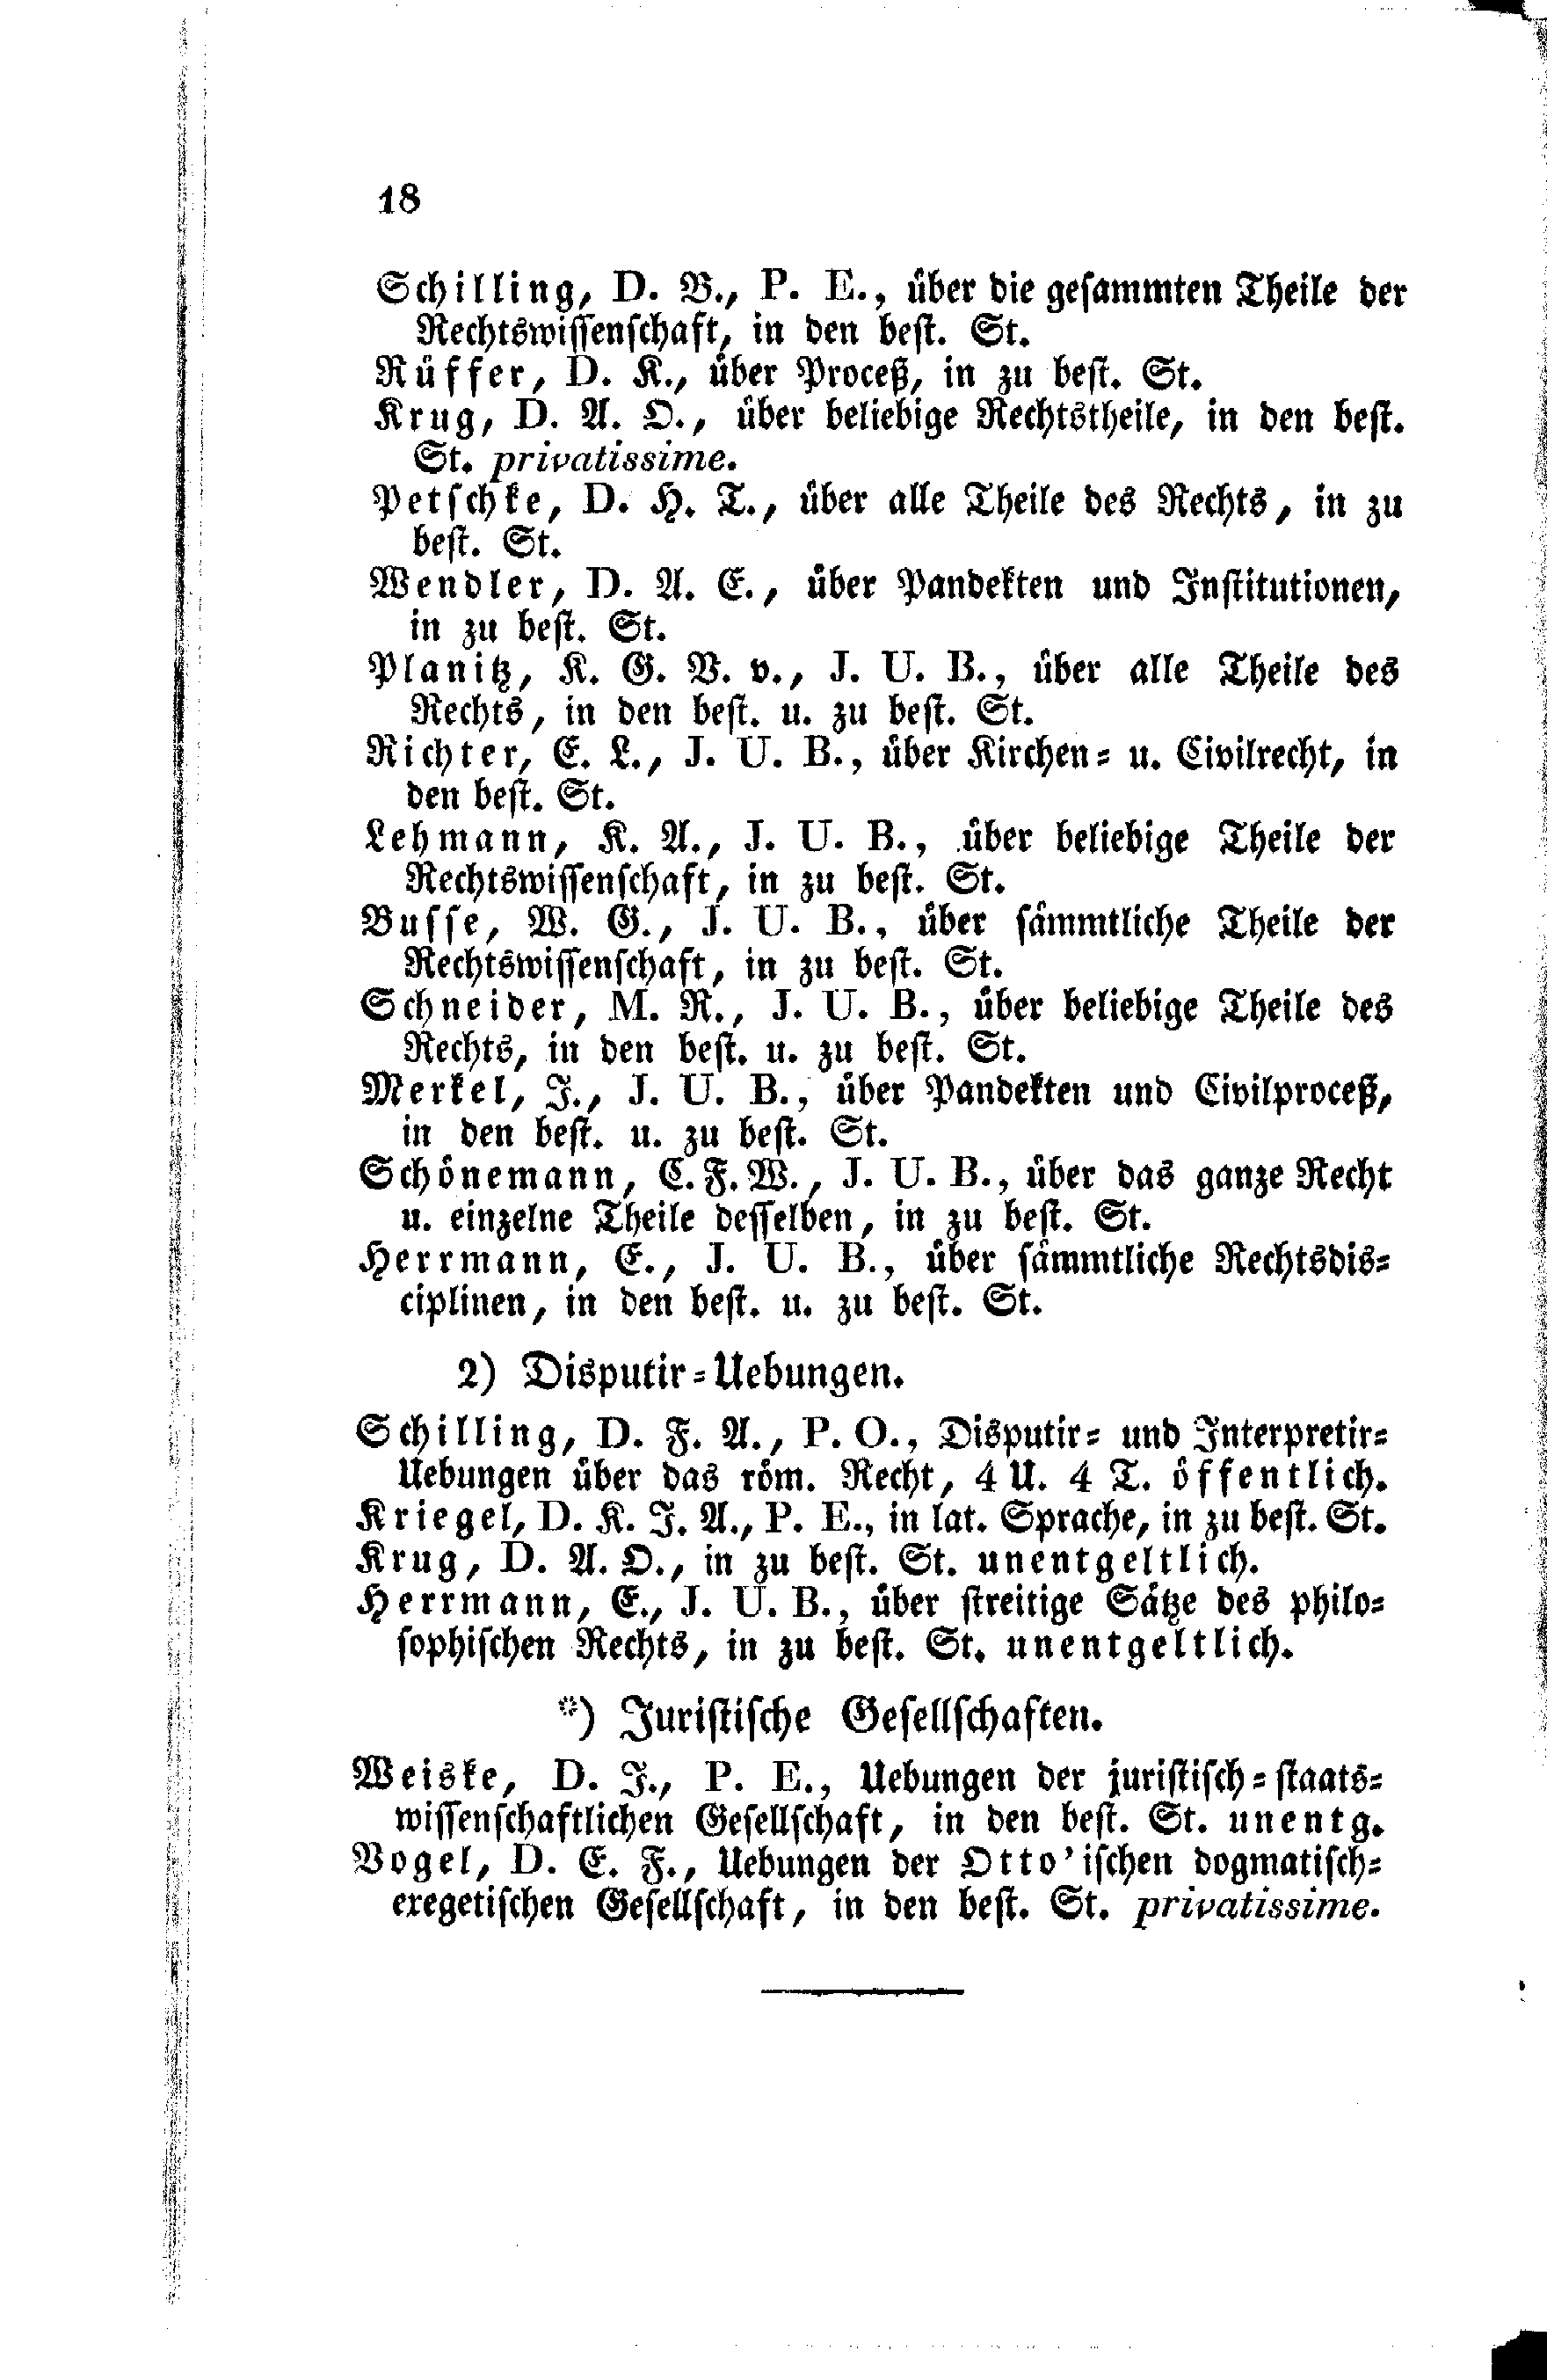 18
Schilling, D. B., P. E., über die gesammten Theile der
Rechtswissenschaft, in den best. St.
Rüffer, D. K., über Proceß, in zu best. St.
Krug, D. A. O., über beliebige Rechtstheile, in den best.
St. privatissime.
Petschke, D. H. T., über alle Theile des Rechts, in zu
best. St.
Wendler, D. A. E., über Pandekten und Institutionen,
in zu best. St.
Planitz, K. G. V. v., J. U. B., über alle Theile des
Rechts, in den best. u. zu best. St.
Richter, E. L., J. U. B., über Kirchen- u. Civilrecht, in
den best. St.
Lehmann, K. A., J. U. B., über beliebige Theile der
Rechtswissenschaft, in zu best. St.
Busse, W. G., J. U. B., über sämmtliche Theile der
Rechtswissenschaft, in zu best. St.
Schneider, M. R., J. U. B., über beliebige Theile des
Rechts, in den best. u. zu best. St.
Merkel, J., J. U. B., über Pandekten und Civilproceß,
in den best. u. zu best. St.
Schönemann, C. F. W., J. U. B., über das ganze Recht
u. einzelne Theile desselben, in zu best. St.
Herrmann, E., J. U. B., über sämmtliche Rechtsdis-
ciplinen, in den best. u. zu best. St.
2) Disputir-Uebungen.
Schilling, D. F. A., P. O., Disputir- und Interpretir-
Uebungen über das röm. Recht, 4 U. 4 T. öffentlich.
Kriegel, D. K. J. A., P. E., in lat. Sprache, in zu best. St.
Krug, D. A. O., in zu best. St. unentgeltlich.
Herrmann, E., J. U. B., über streitige Sätze des philo-
sophischen Rechts, in zu best. St. unentgeltlich.
*) Juristische Gesellschaften.
Weiske, D. J., P. E., Uebungen der juristisch-staats-
wissenschaftlichen Gesellschaft, in den best. St. unentg.
Vogel, D. E. F., Uebungen der Otto'ischen dogmatisch-
exegetischen Gesellschaft, in den best. St. privatissime.